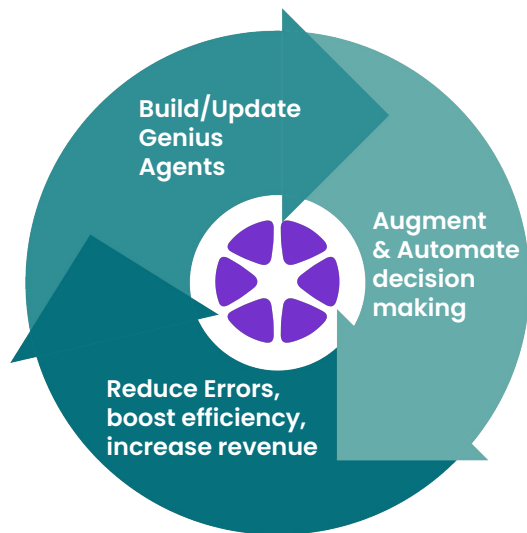 Build/Update
Genius
Agents
Augment
& Automate
decision
making
Reduce Errors,
boost efficiency,
increase revenue